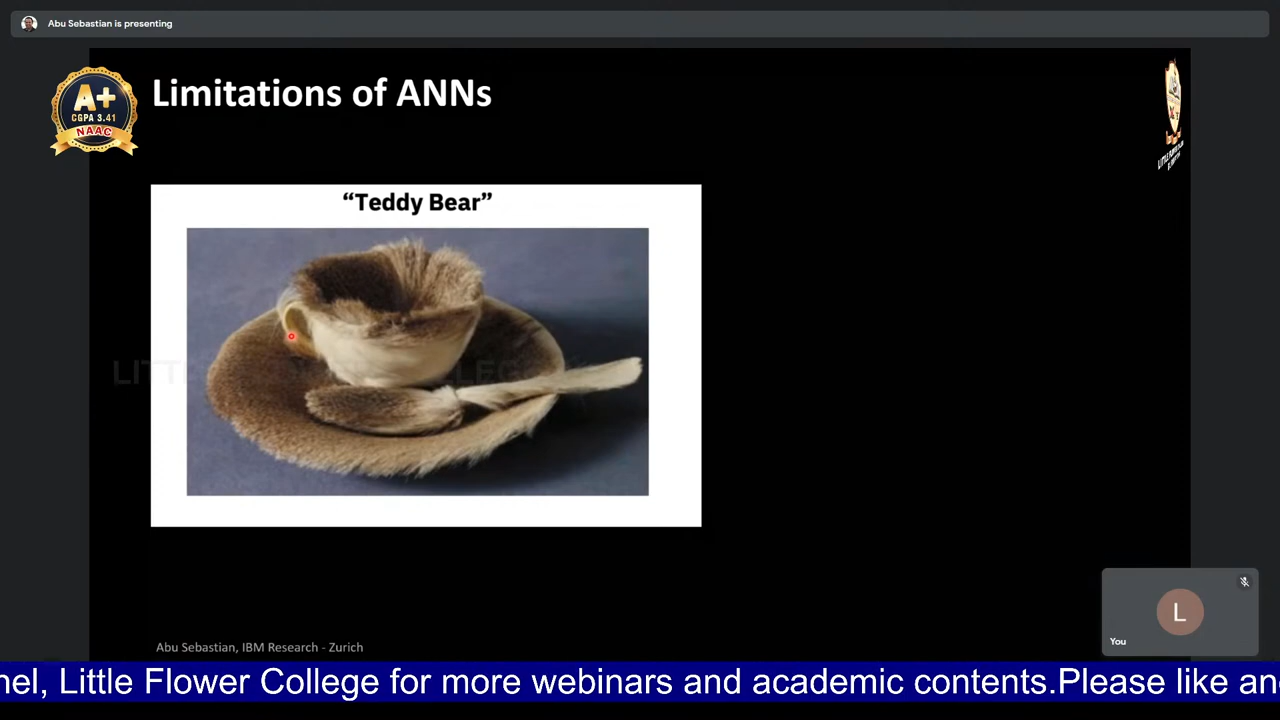 Abu Sebastian is presenting
A+
CGPA 3.41
NAAC
Limitations of ANNs
“Teddy Bear”
L
You
Abu Sebastian, IBM Research - Zurich
nel, Little Flower College for more webinars and academic contents.Please like an